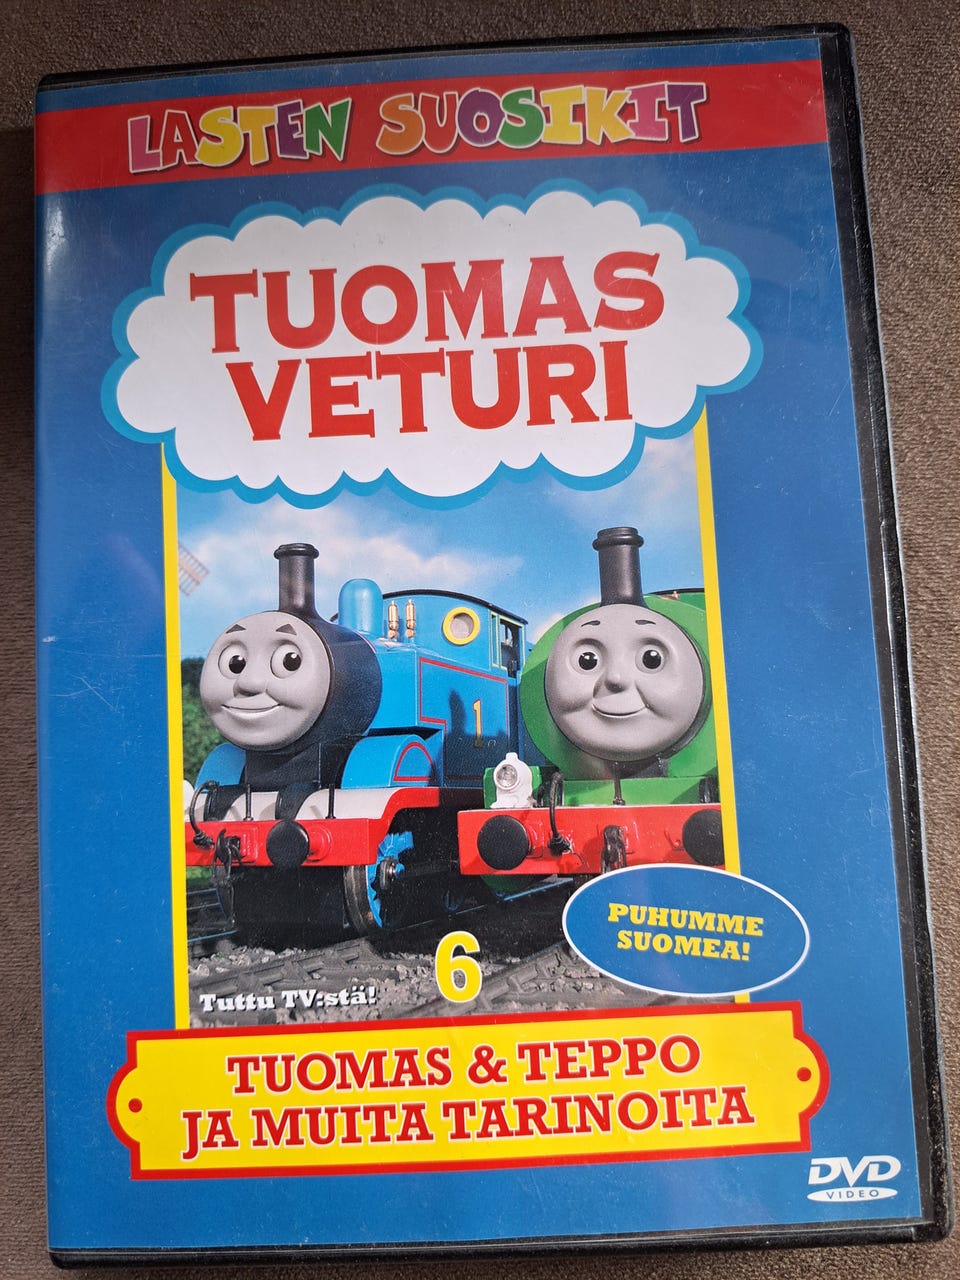 LASTEN SUOSIKIT
TUOMAS
VETURI
1
PUHUMME
SUOMEA!
6
Tuttu TV:stä!
TUOMAS & TEPPO
JA MUITA TARINOITA
DVD
VIDEO